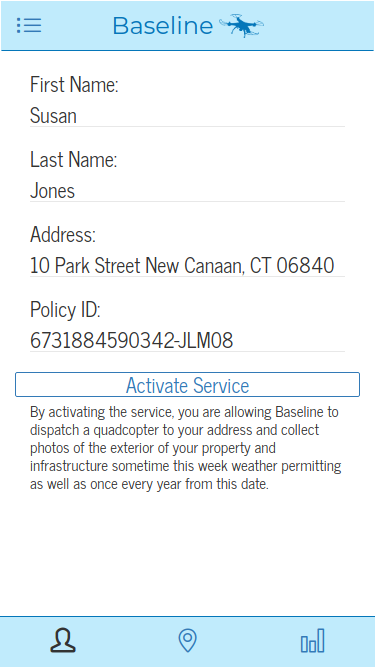 Baseline
First Name:
Susan
Last Name:
Jones
Address:
10 Park Street New Canaan, CT 06840
Policy ID:
6731884590342-JLM08
Activate Service
By activating the service, you are allowing Baseline to
dispatch a quadcopter to your address and collect
photos of the exterior of your property and
infrastructure sometime this week weather permitting
as well as once every year from this date.